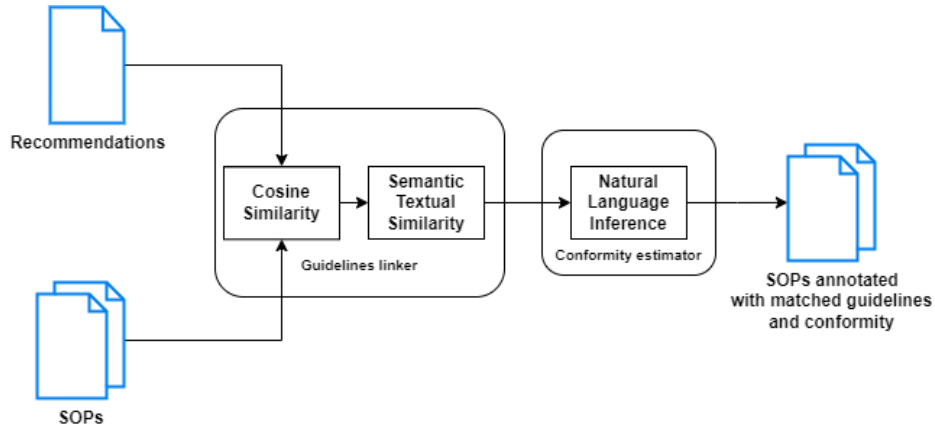 Recommendations
Cosine
Similarity
Semantic
Textual
Similarity
Guidelines linker
Natural
Language
Inference
Conformity estimator
SOPs annotated
with matched guidelines
and conformity
SOPs